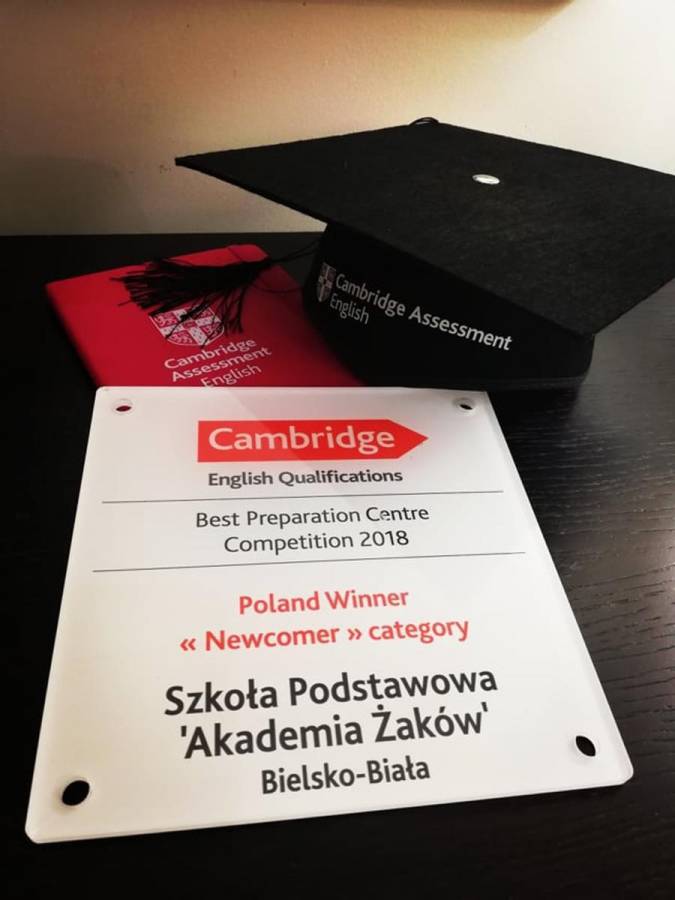 Cambridge Assessment
English
Cambridge
Assessment
English
Cambridge
English Qualifications
Best Preparation Centre
Competition 2018
Poland Winner
« Newcomer » category
Szkoła Podstawowa
'Akademia Żaków'
Bielsko-Biała